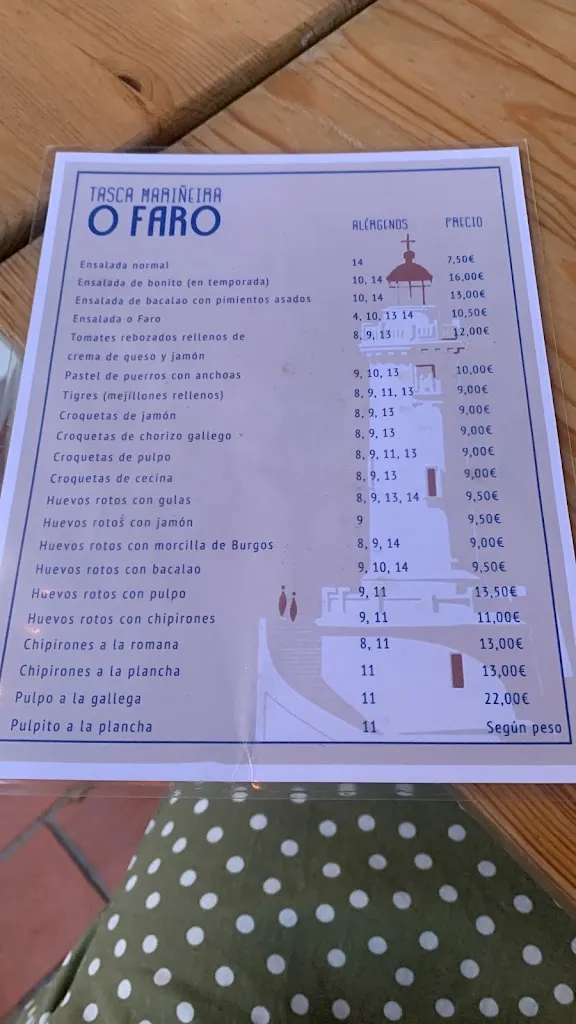 TASCA MARIÑEIRA
O FARO
ALÉRGENOS PRECIO
Ensalada normal 14 7,50€
Ensalada de bonito (en temporada) 10, 14 16,00€
Ensalada de bacalao con pimientos asados 10, 14 13,00€
Ensalada o Faro 4, 10, 13 14 10,50€
Tomates rebozados rellenos de 8, 9, 13 12,00€
crema de queso y jamón
Pastel de puerros con anchoas 9, 10, 13 10,00€
Tigres (mejillones rellenos) 8, 9, 11, 13 9,00€
Croquetas de jamón 8, 9, 13 9,00€
Croquetas de chorizo gallego 8, 9, 13 9,00€
Croquetas de pulpo 8, 9, 11, 13 9,00€
Croquetas de cecina 8, 9, 13 9,00€
Huevos rotos con gulas 8, 9, 13, 14 9,50€
Huevos rotos con jamón 9 9,50€
Huevos rotos con morcilla de Burgos 8, 9, 14 9,00€
Huevos rotos con bacalao 9, 10, 14 9,50€
Huevos rotos con pulpo 9, 11 13,50€
Huevos rotos con chipirones 9, 11 11,00€
Chipirones a la romana 8, 11 13,00€
Chipirones a la plancha 11 13,00€
Pulpo a la gallega 11 22,00€
Pulpito a la plancha 11 Según peso